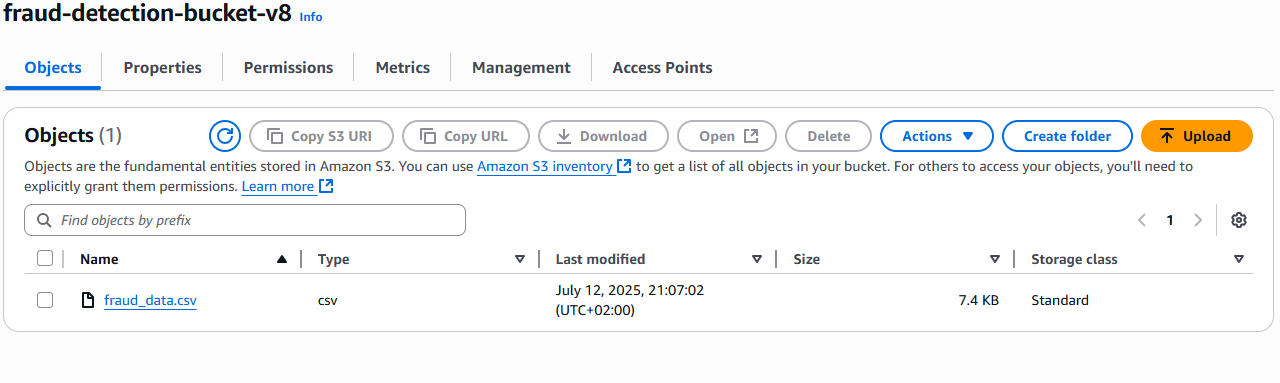 fraud-detection-bucket-v8 Info
Objects Properties Permissions Metrics Management Access Points
Objects (1) Copy S3 URI Copy URL Download Open Delete Actions Create folder Upload
Objects are the fundamental entities stored in Amazon S3. You can use Amazon S3 inventory to get a list of all objects in your bucket. For others to access your objects, you'll need to
explicitly grant them permissions. Learn more
Find objects by prefix 1
Name Type Last modified Size Storage class
fraud_data.csv csv July 12, 2025, 21:07:02 7.4 KB Standard
(UTC+02:00)